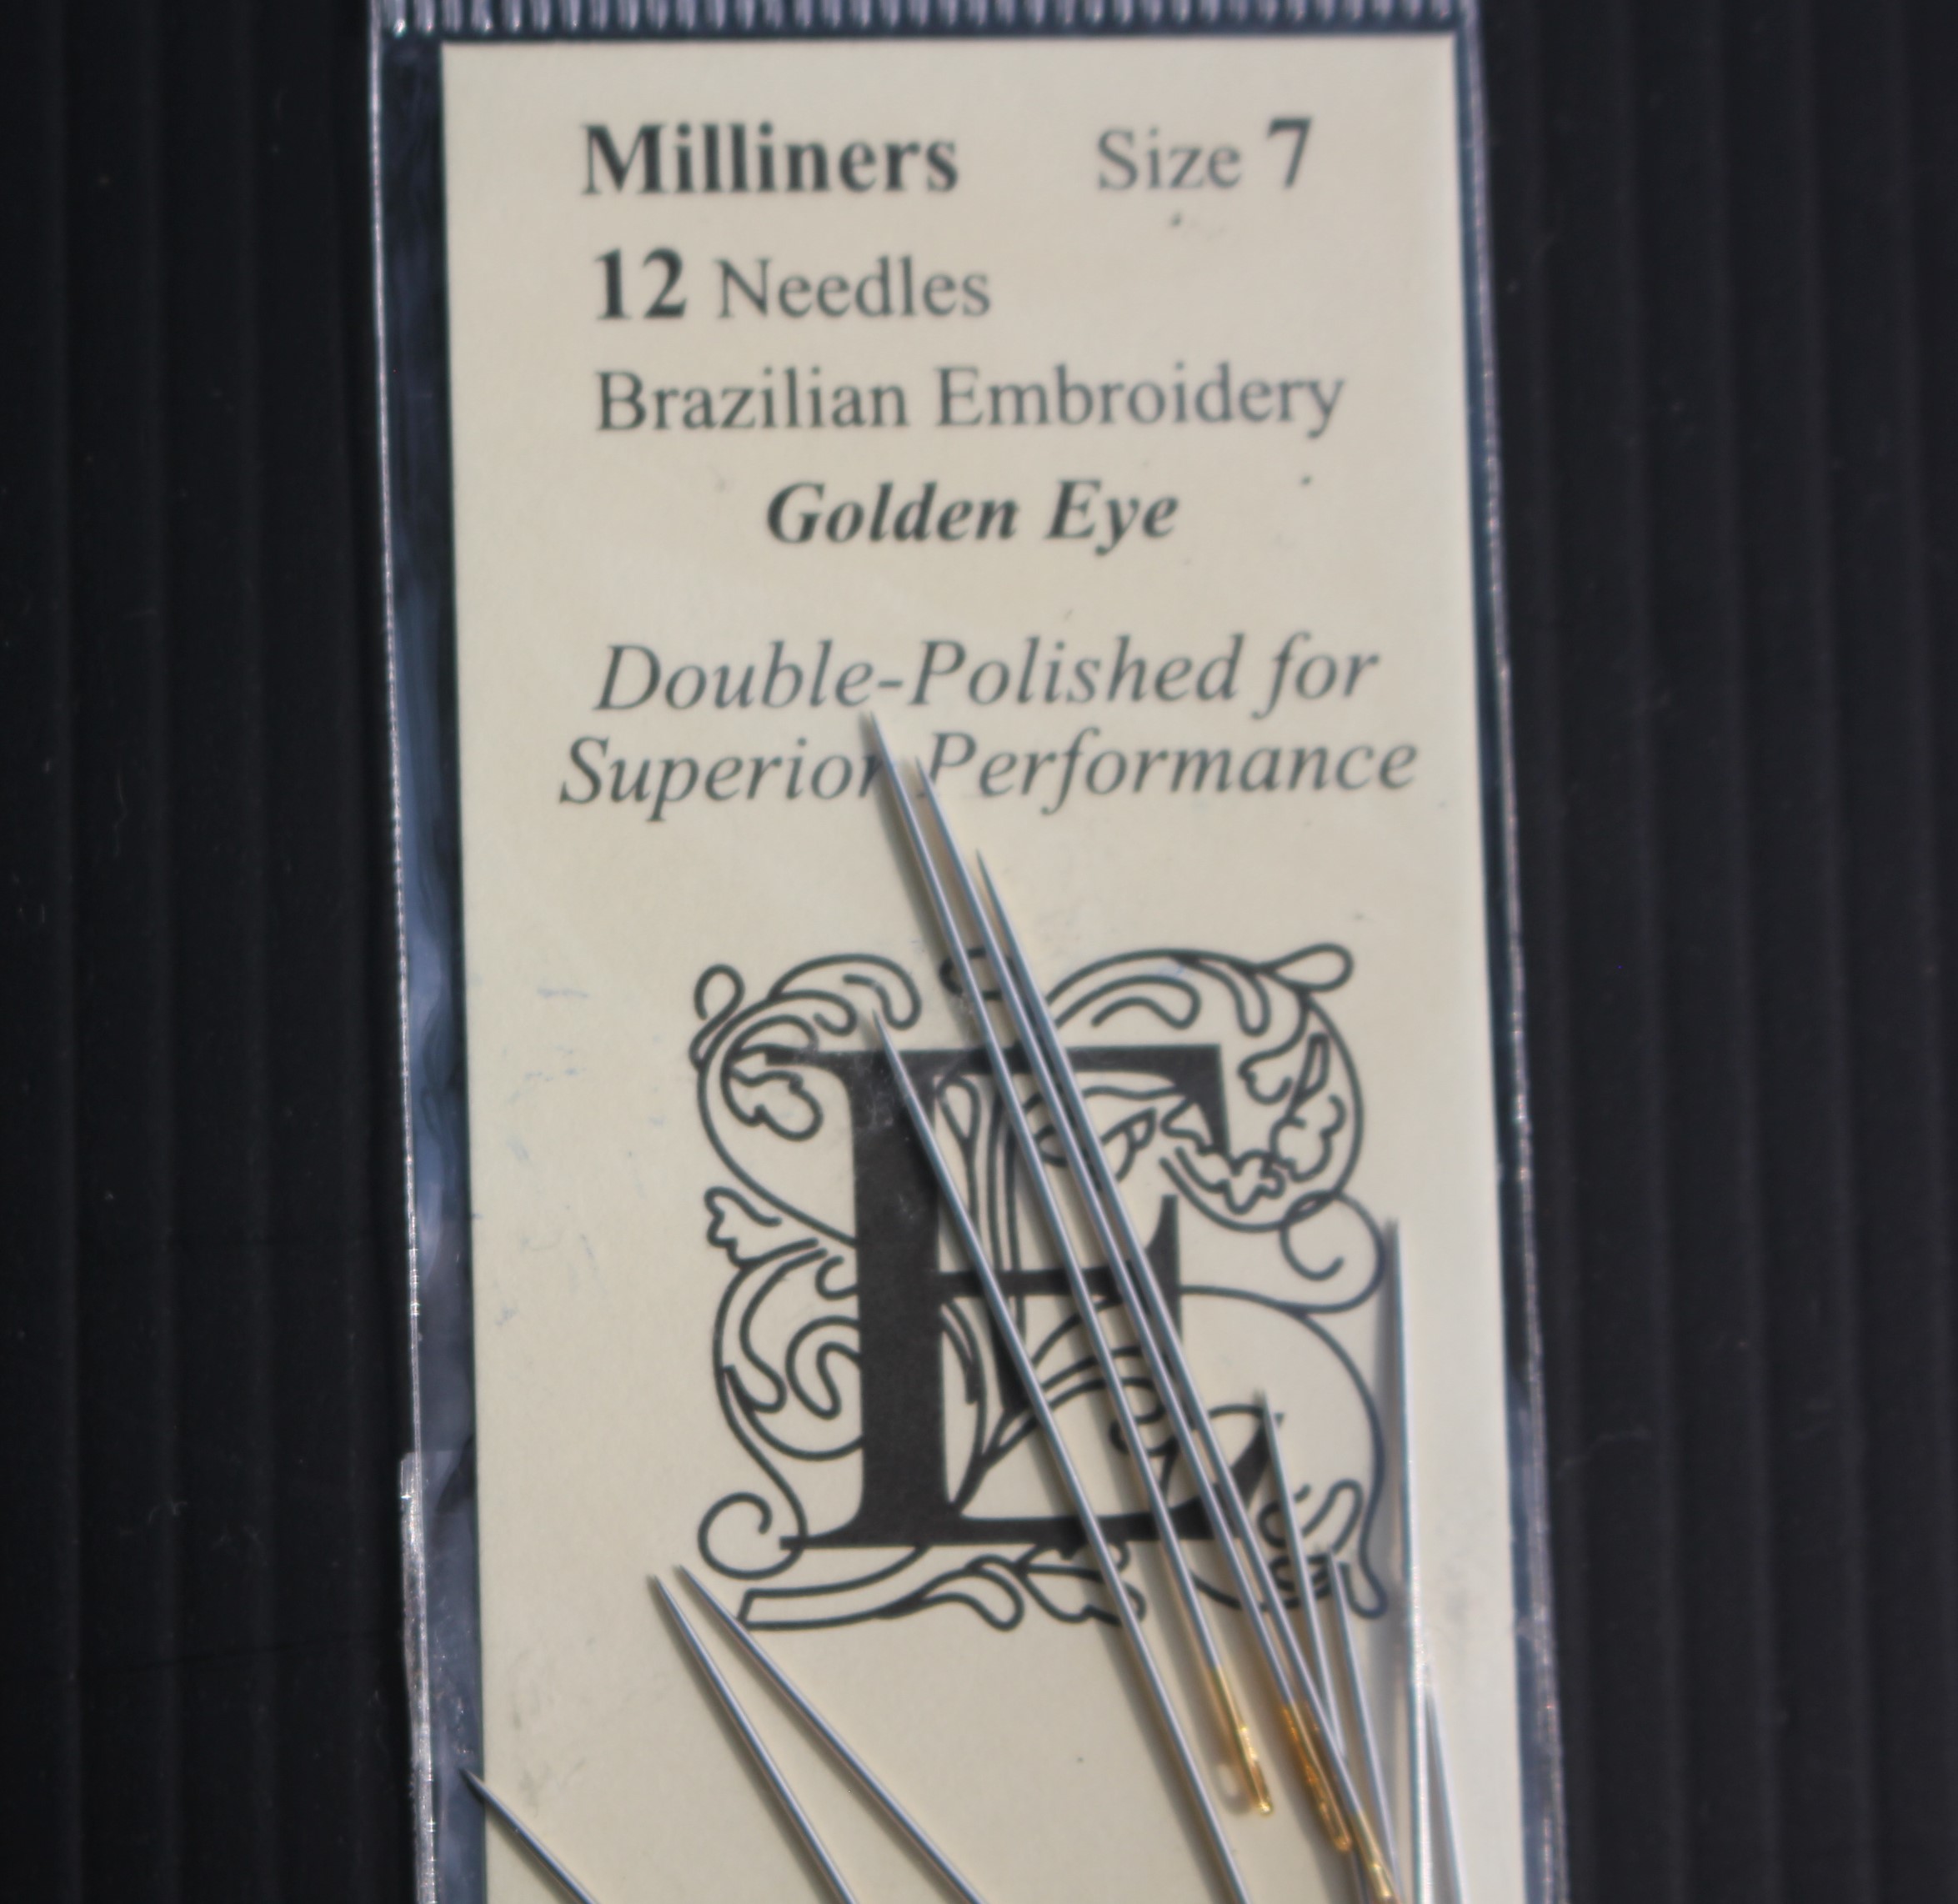 Milliners Size 7
12 Needles
Brazilian Embroidery
Golden Eye
Double-Polished for
Superior Performance
E